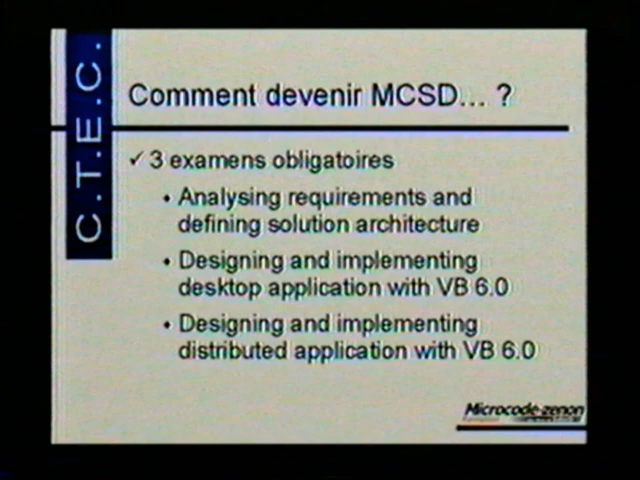 C.T.E.C.
Comment devenir MCSD... ?
✓ 3 examens obligatoires
• Analysing requirements and
defining solution architecture
• Designing and implementing
desktop application with VB 6.0
• Designing and implementing
distributed application with VB 6.0
Microcode-zenon